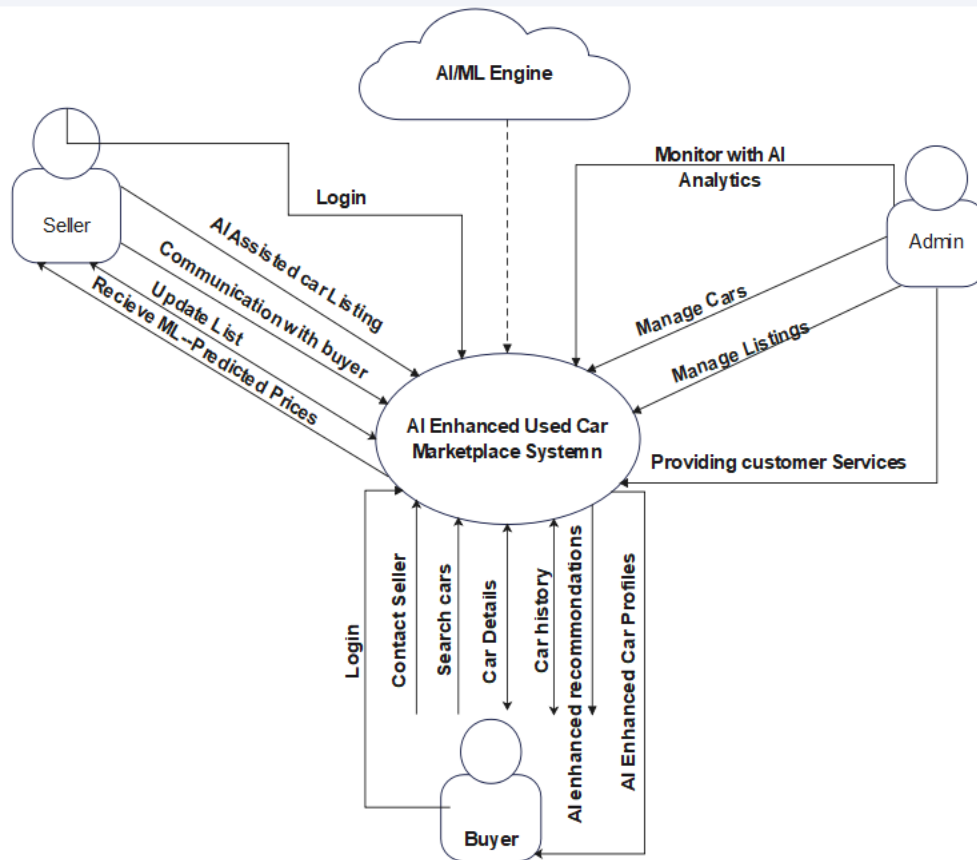 AI/ML Engine
Seller
Login
Monitor with AI
Analytics
Admin
AI Assisted car Listing
Communication with buyer
Update List
Recieve ML--Predicted Prices
Manage Cars
Manage Listings
AI Enhanced Used Car
Marketplace Systemn
Providing customer Services
Login
Contact Seller
Search cars
Car Details
Car history
AI enhanced recommondations
AI Enhanced Car Profiles
Buyer